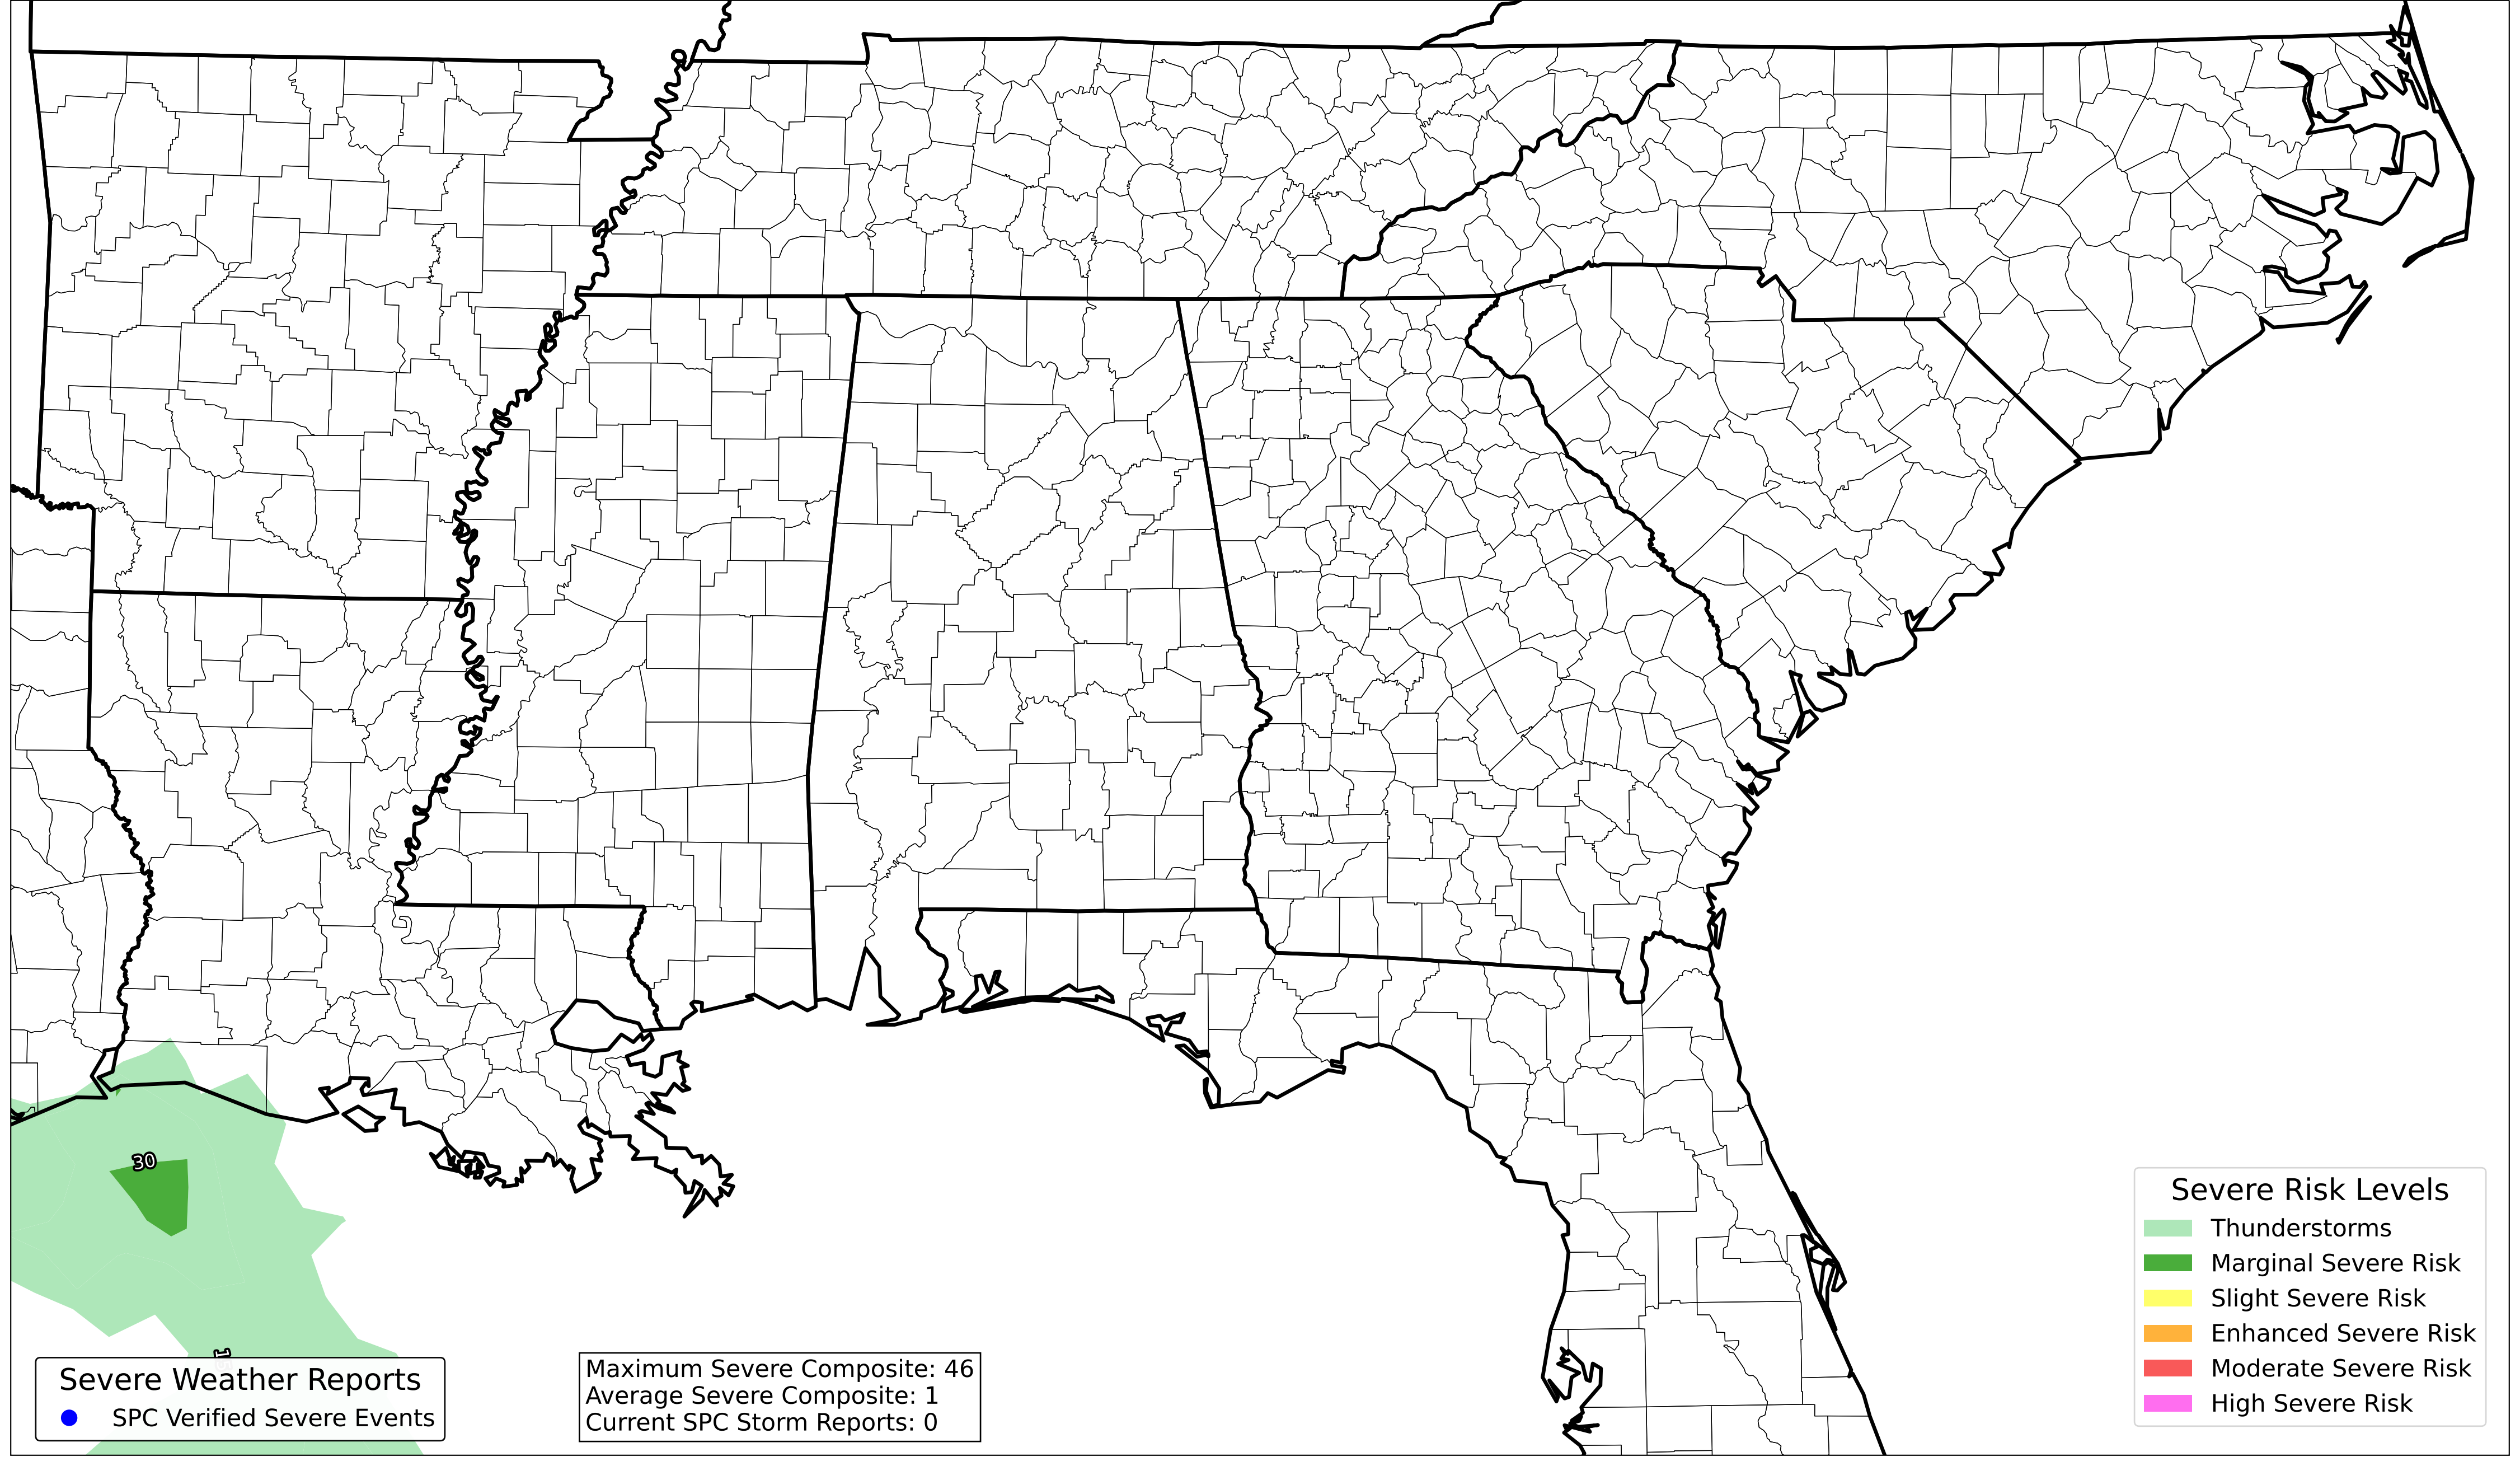 30
Severe Weather Reports
SPC Verified Severe Events
Maximum Severe Composite: 46
Average Severe Composite: 1
Current SPC Storm Reports: 0
Severe Risk Levels
Thunderstorms
Marginal Severe Risk
Slight Severe Risk
Enhanced Severe Risk
Moderate Severe Risk
High Severe Risk